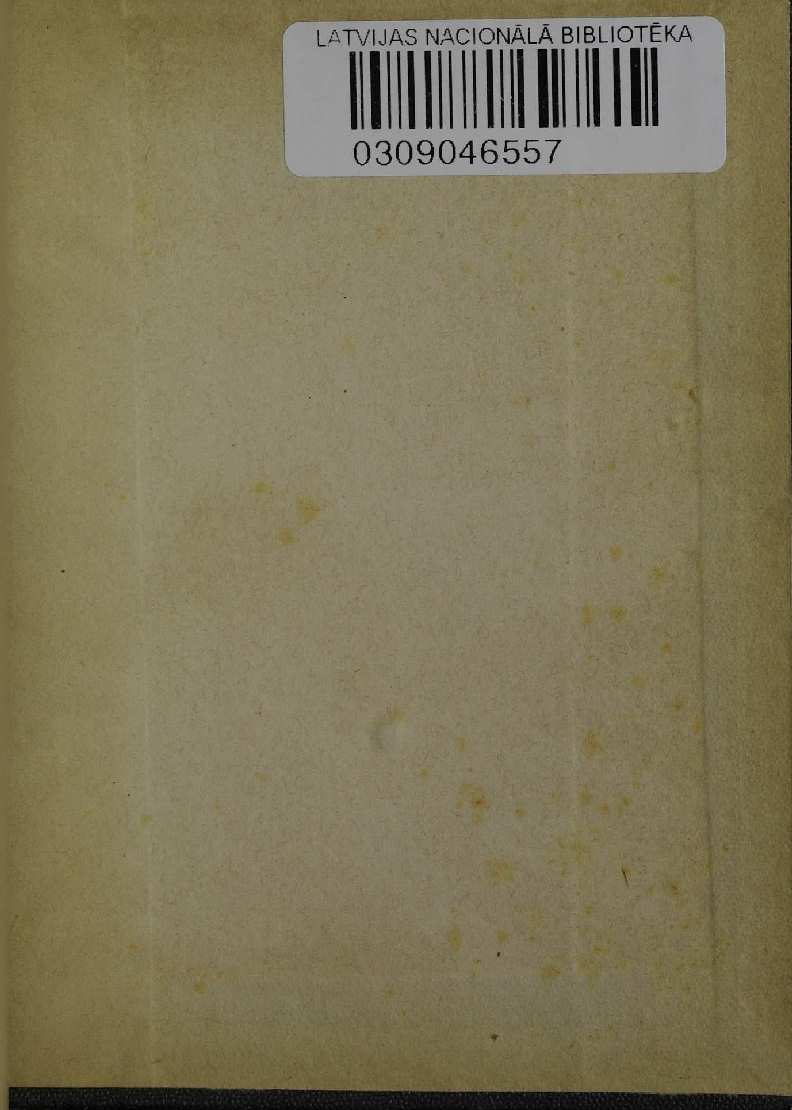 LATVIJAS NACIONĀLĀ BIBLIOTĒKA
0309046557